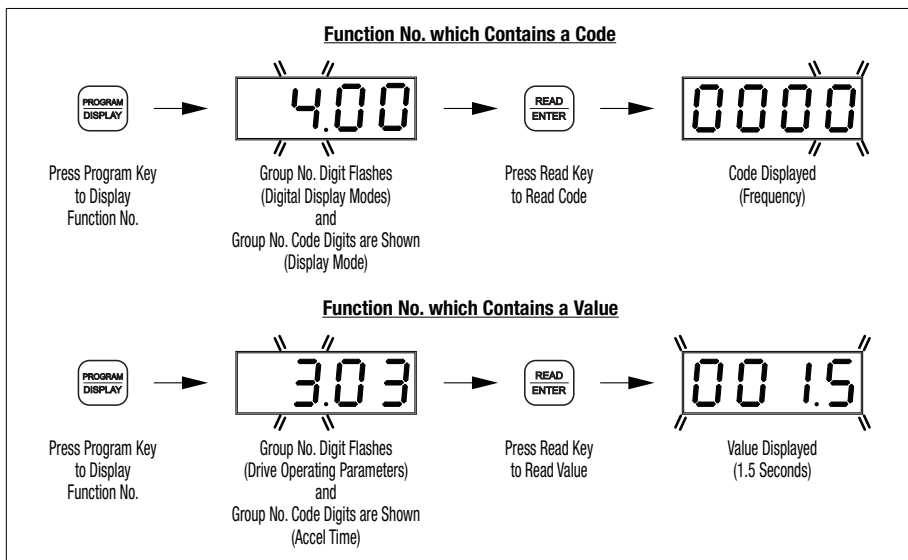 Function No. which Contains a Code
PROGRAM
DISPLAY
4.00
READ
ENTER
0000
Press Program Key
to Display
Function No.
Group No. Digit Flashes
(Digital Display Modes)
and
Group No. Code Digits are Shown
(Display Mode)
Press Read Key
to Read Code
Code Displayed
(Frequency)
Function No. which Contains a Value
PROGRAM
DISPLAY
3.03
READ
ENTER
001.5
Press Program Key
to Display
Function No.
Group No. Digit Flashes
(Drive Operating Parameters)
and
Group No. Code Digits are Shown
(Accel Time)
Press Read Key
to Read Value
Value Displayed
(1.5 Seconds)